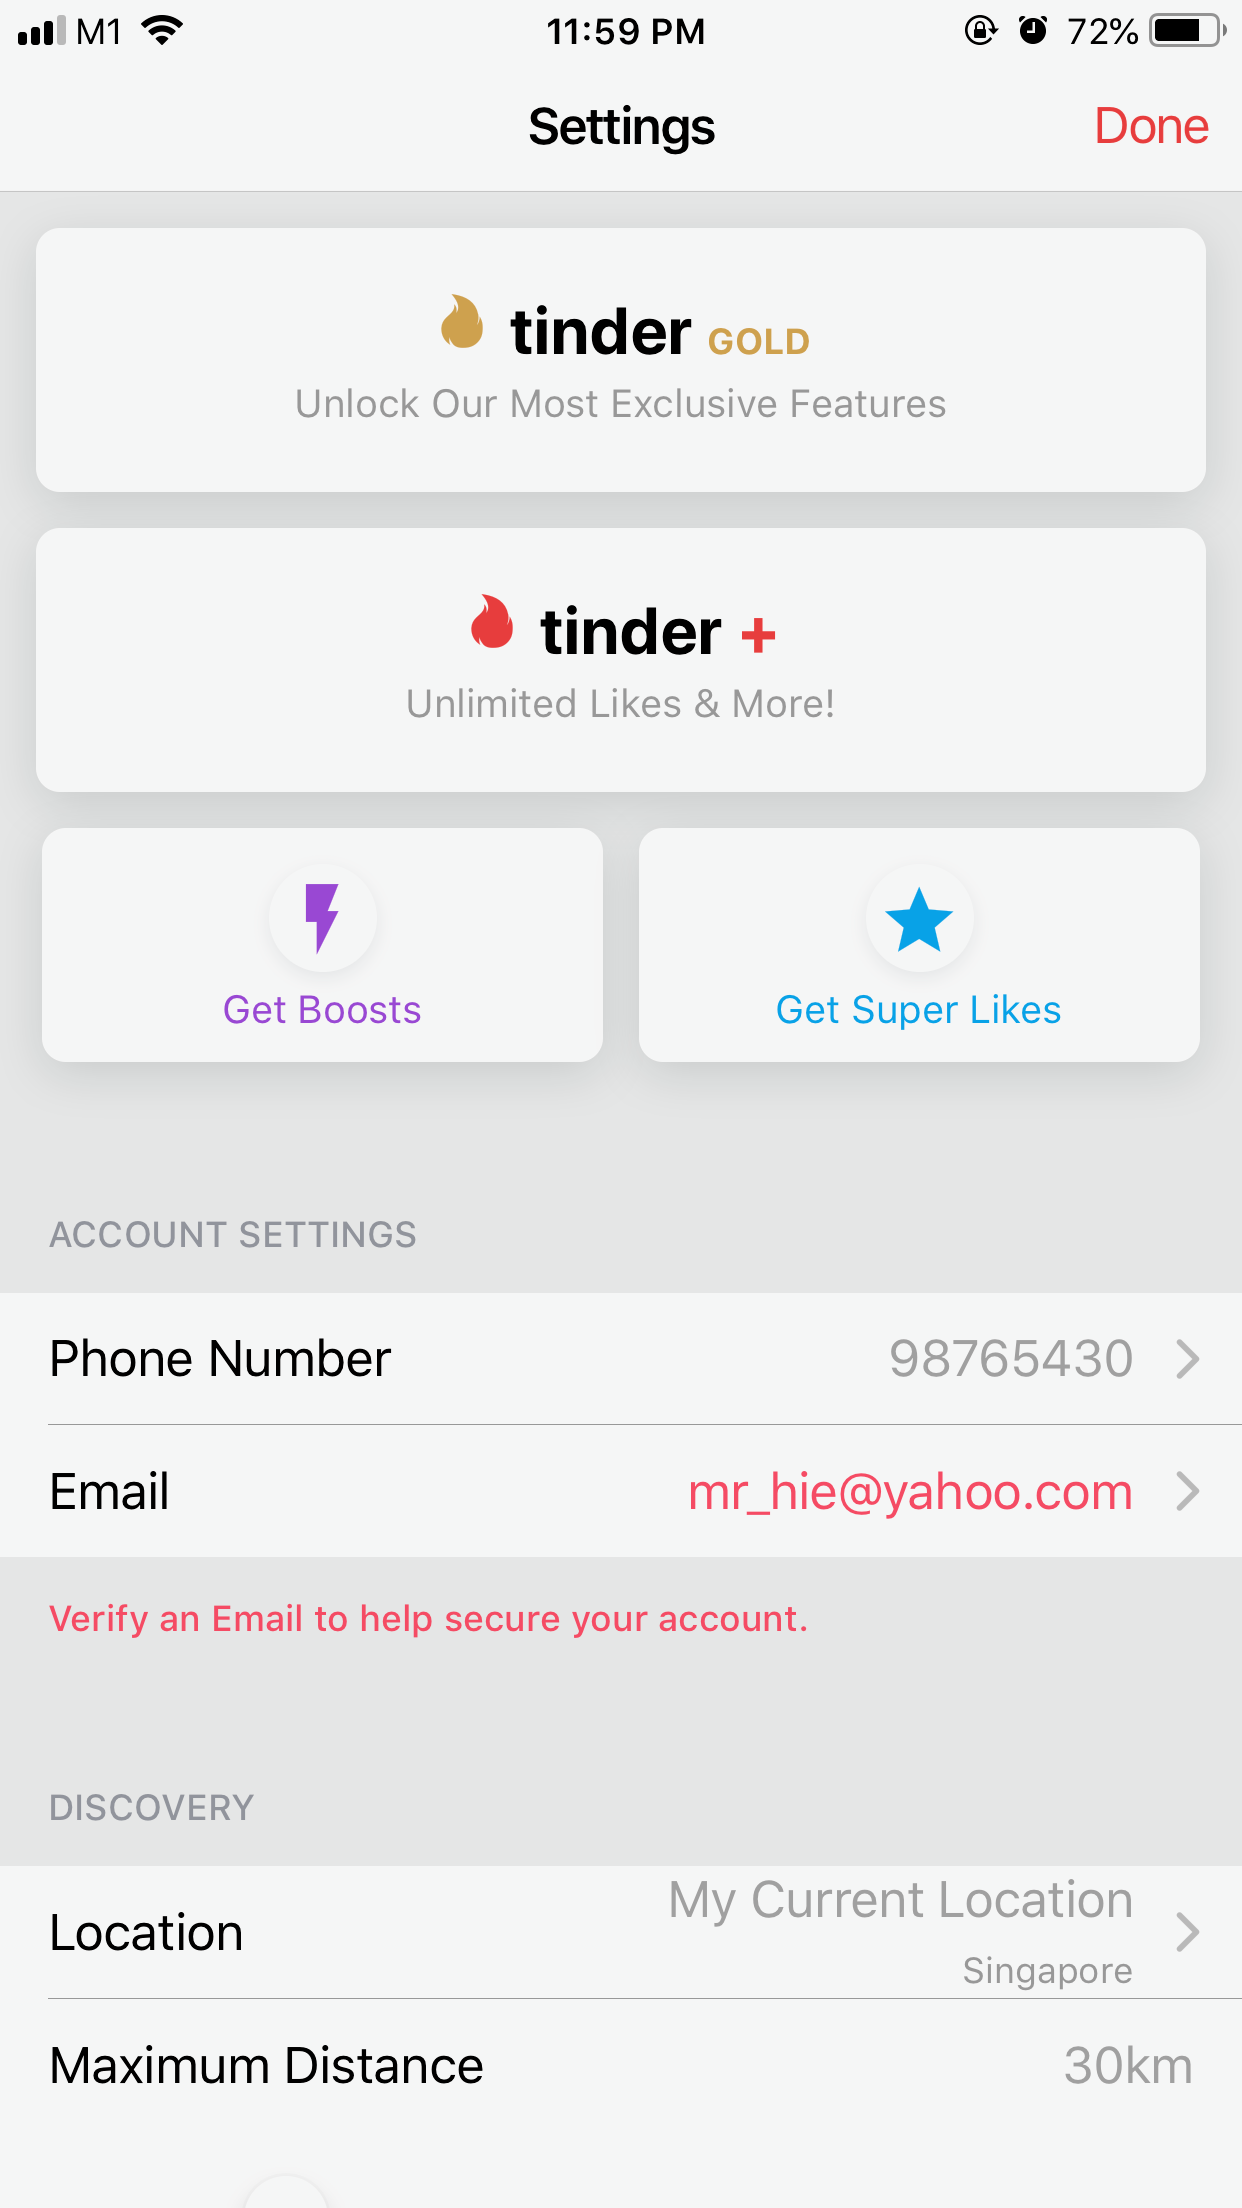 M1 11:59 PM 72%
Settings
Done
tinder GOLD
Unlock Our Most Exclusive Features
tinder +
Unlimited Likes & More!
Get Boosts
Get Super Likes
ACCOUNT SETTINGS
Phone Number 98765430
Email mr_hie@yahoo.com
Verify an Email to help secure your account.
DISCOVERY
Location My Current Location
Singapore
Maximum Distance 30km